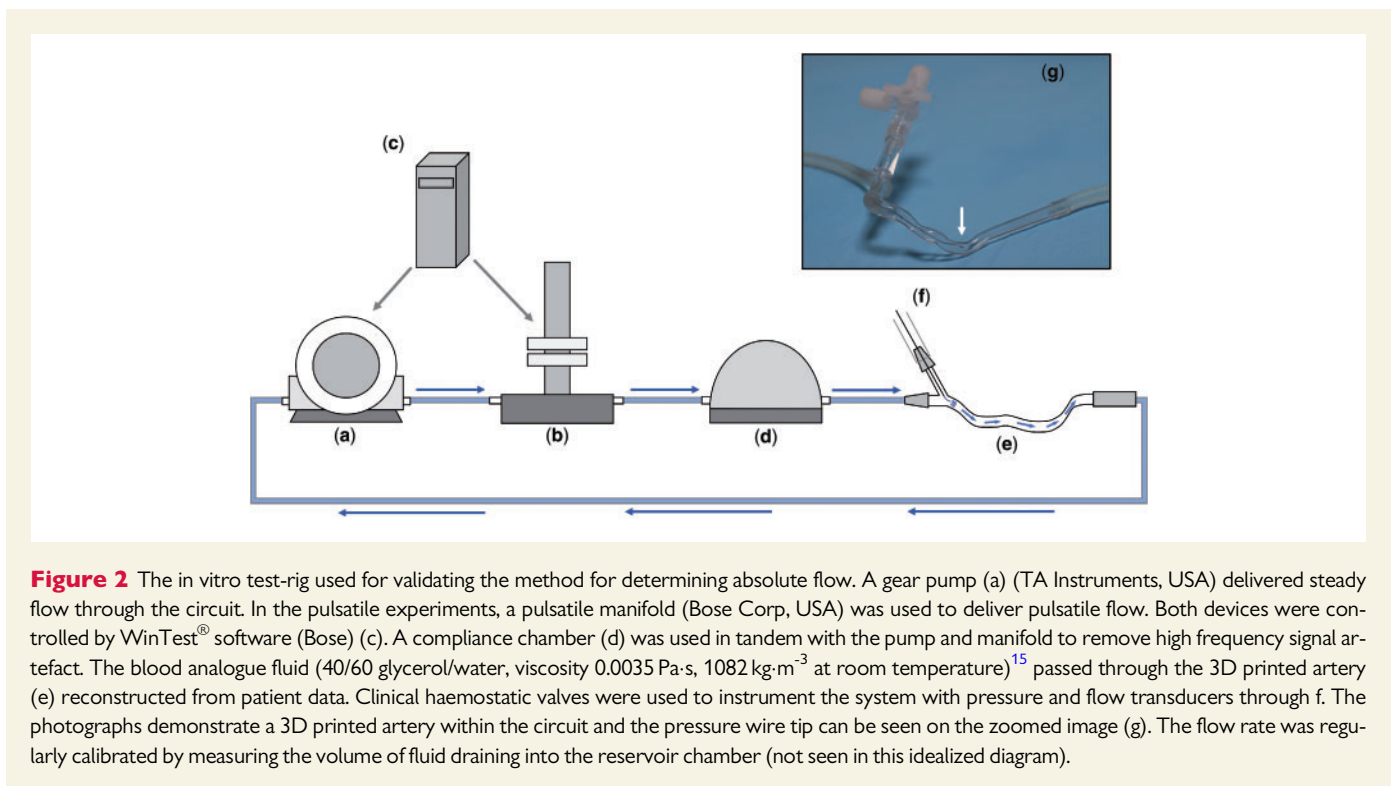 (g)
(c)
(f)
(a)
(b)
(d)
(e)
Figure 2 The in vitro test-rig used for validating the method for determining absolute flow. A gear pump (a) (TA Instruments, USA) delivered steady
flow through the circuit. In the pulsatile experiments, a pulsatile manifold (Bose Corp, USA) was used to deliver pulsatile flow. Both devices were con-
trolled by WinTest® software (Bose) (c). A compliance chamber (d) was used in tandem with the pump and manifold to remove high frequency signal ar-
tefact. The blood analogue fluid (40/60 glycerol/water, viscosity 0.0035 Pa·s, 1082 kg·m-3 at room temperature)15 passed through the 3D printed artery
(e) reconstructed from patient data. Clinical haemostatic valves were used to instrument the system with pressure and flow transducers through f. The
photographs demonstrate a 3D printed artery within the circuit and the pressure wire tip can be seen on the zoomed image (g). The flow rate was regu-
larly calibrated by measuring the volume of fluid draining into the reservoir chamber (not seen in this idealized diagram).